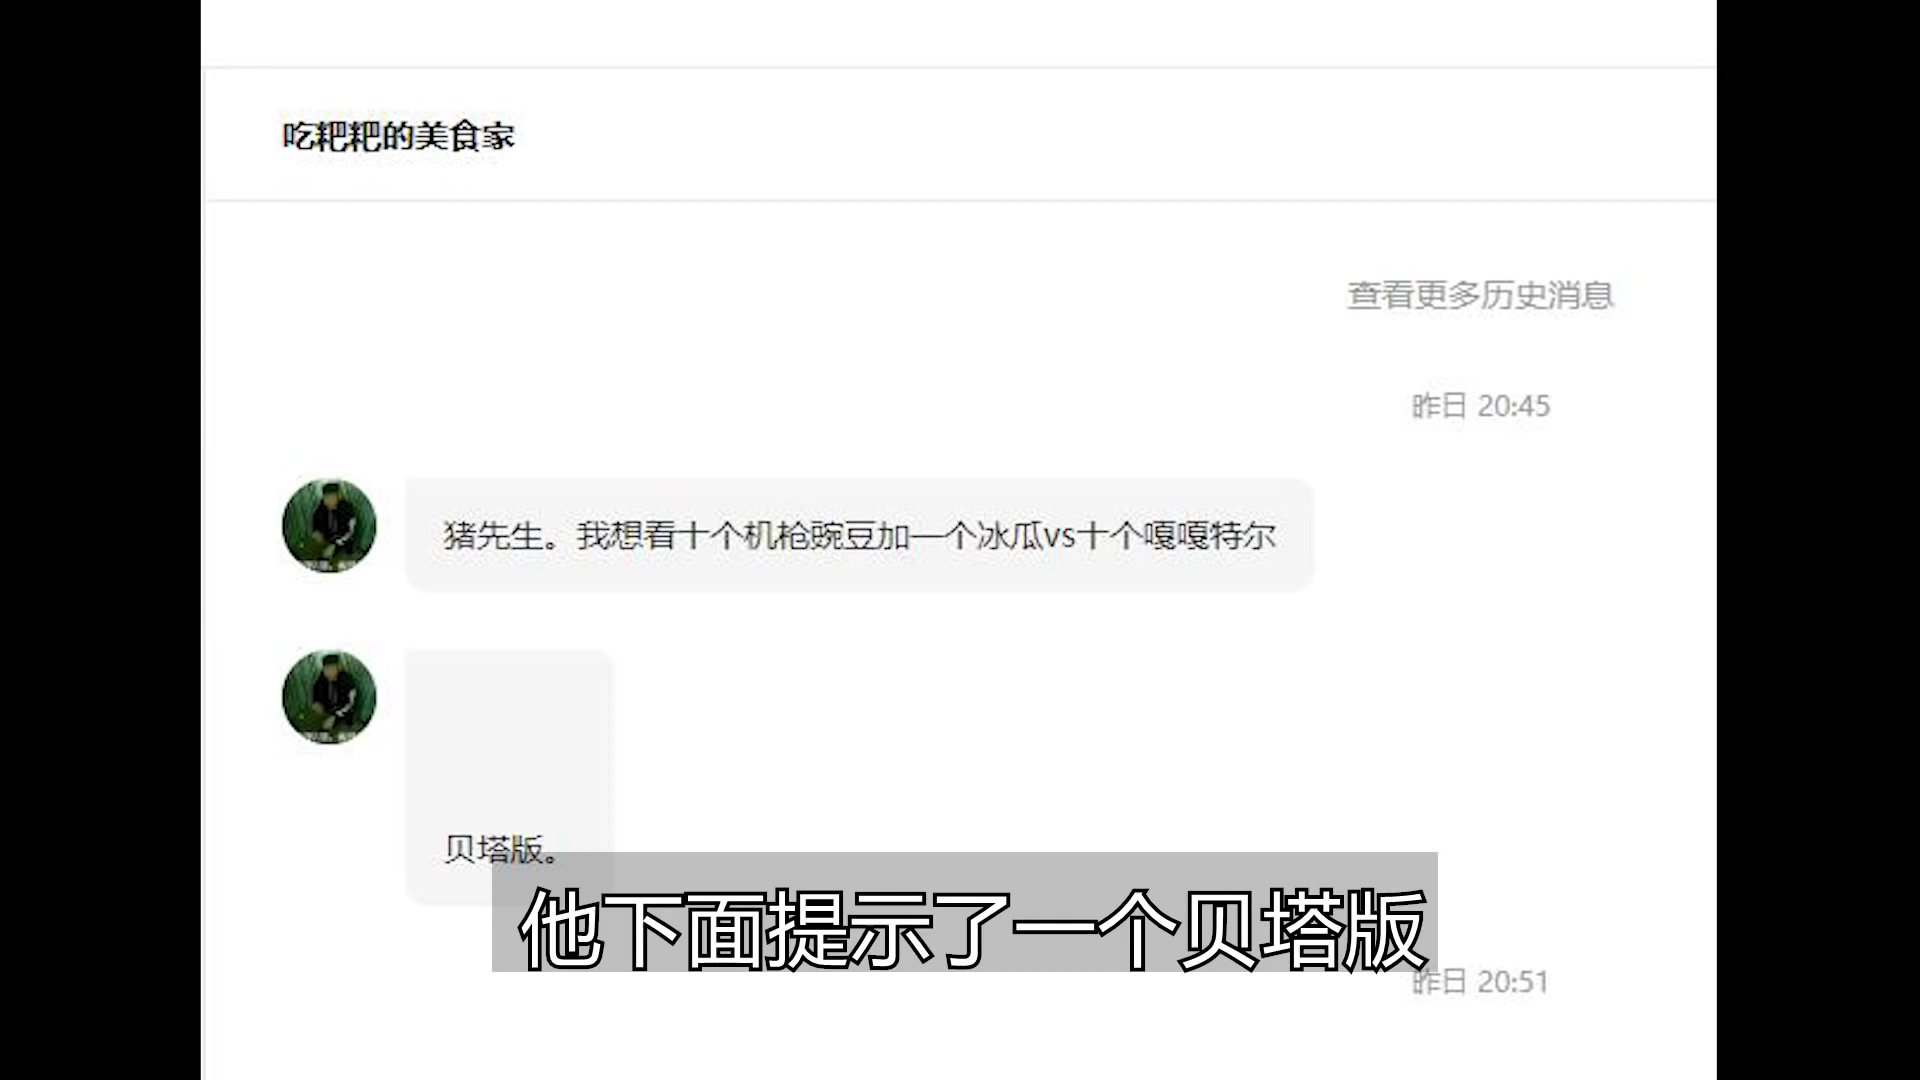 吃粑粑的美食家
查看更多历史消息
昨日 20:45
猪先生。我想看十个机枪豌豆加一个冰瓜vs十个嘎嘎特尔
贝塔版。
他下面提示了一个贝塔版
昨日 20:51